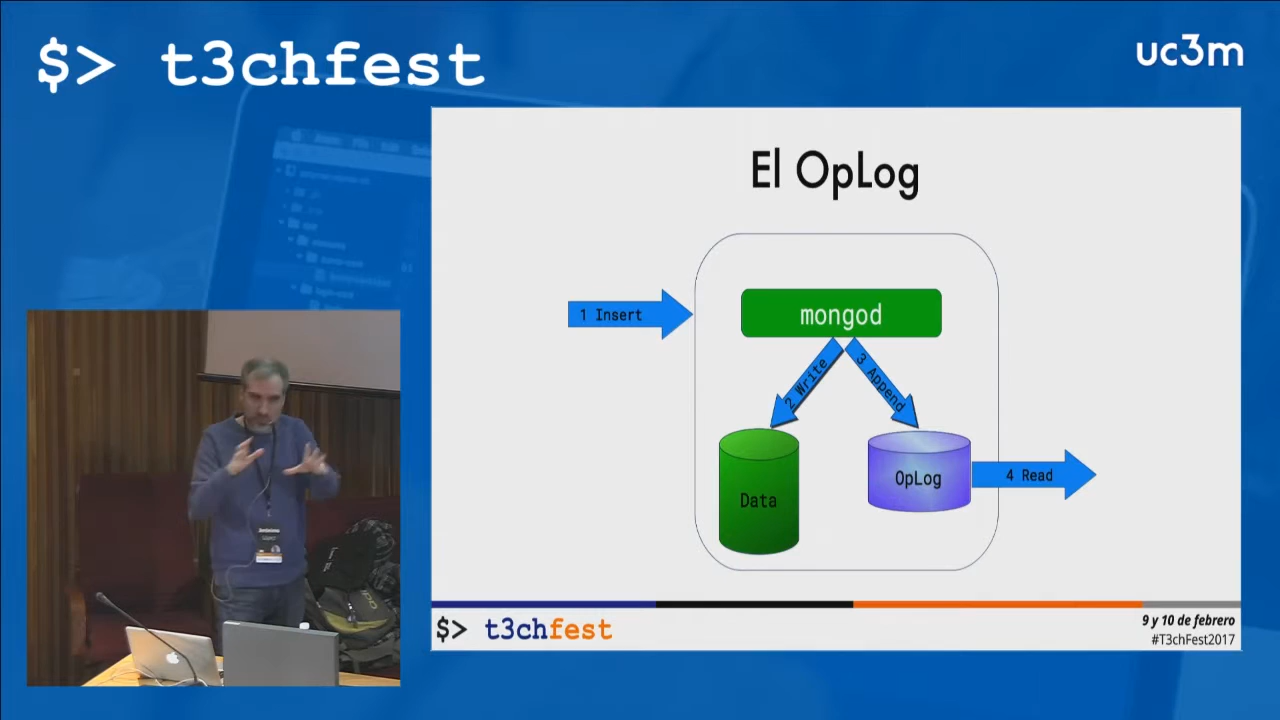 $> t3chfest
uc3m
El OpLog
1 Insert
mongod
2 Write
3 Append
Data
OpLog
4 Read
$> t3chfest
9 y 10 de febrero
#T3chFest2017